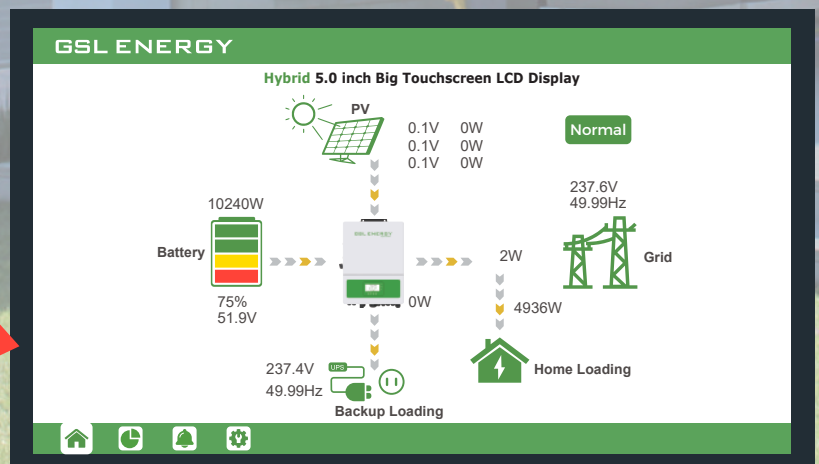 GSL ENERGY
Hybrid 5.0 inch Big Touchscreen LCD Display
PV
0.1V 0W
0.1V 0W
0.1V 0W
Normal
237.6V
49.99Hz
10240W
Battery
GSL ENERGY
2W
Grid
75%
51.9V
0W
4936W
237.4V
UPS
49.99Hz
Home Loading
Backup Loading